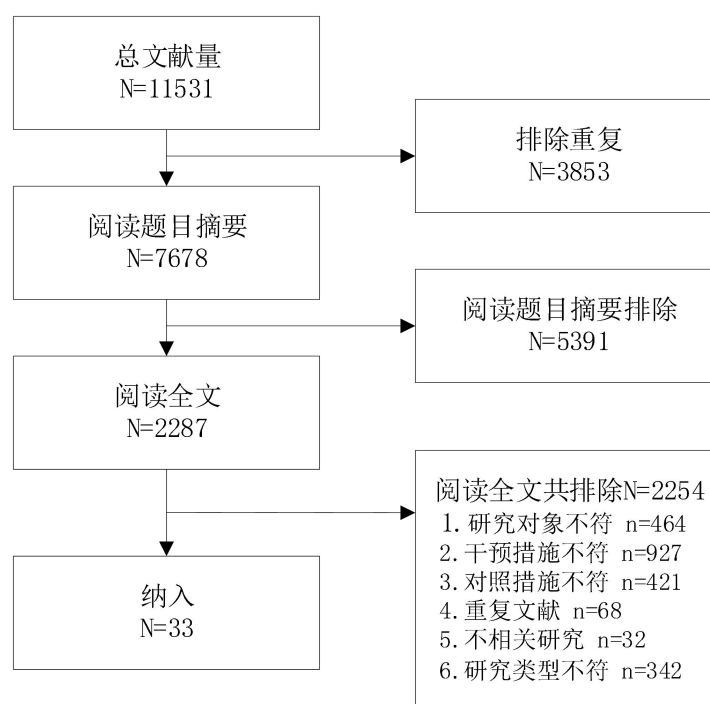 总文献量
N=11531
排除重复
N=3853
阅读题目摘要
N=7678
阅读题目摘要排除
N=5391
阅读全文
N=2287
阅读全文共排除N=2254
1.研究对象不符 n=464
2.干预措施不符 n=927
3.对照措施不符 n=421
4.重复文献 n=68
5.不相关研究 n=32
6.研究类型不符 n=342
纳入
N=33